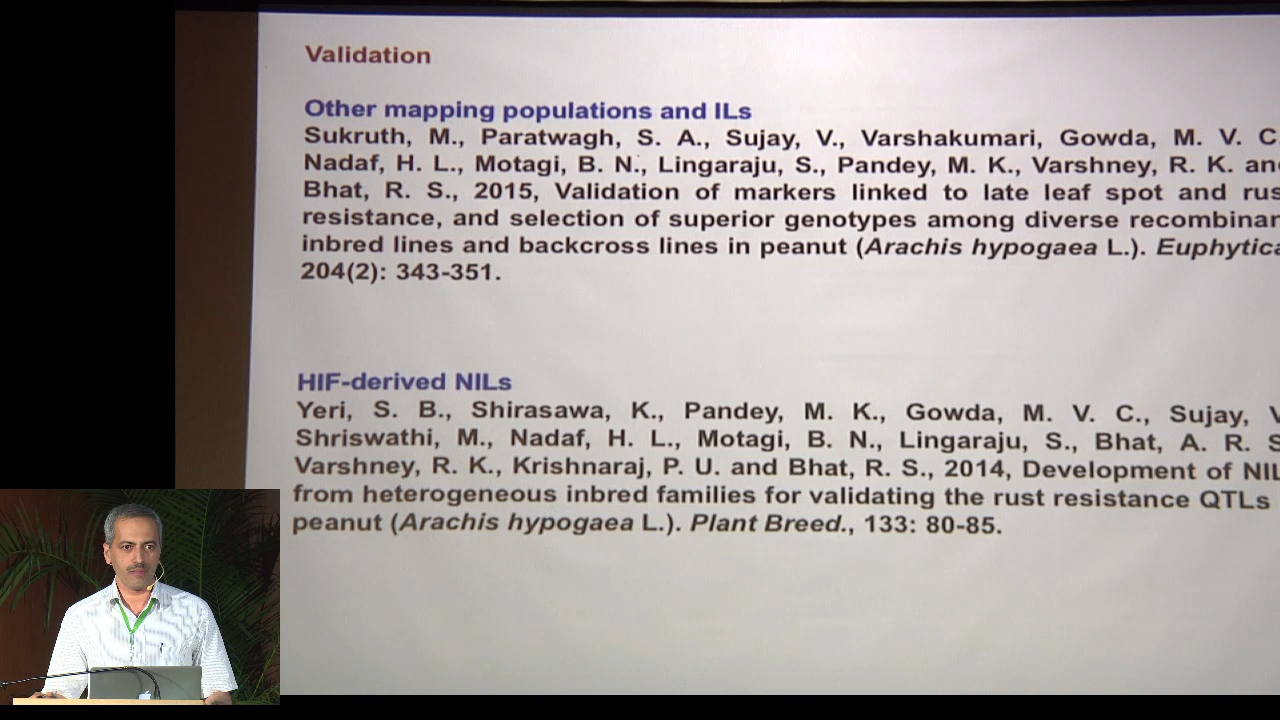 Validation
Other mapping populations and ILs
Sukruth, M., Paratwagh, S. A., Sujay, V., Varshakumari, Gowda, M. V. C.
Nadaf, H. L., Motagi, B. N., Lingaraju, S., Pandey, M. K., Varshney, R. K. and
Bhat, R. S., 2015, Validation of markers linked to late leaf spot and rus
resistance, and selection of superior genotypes among diverse recombinan
inbred lines and backcross lines in peanut (Arachis hypogaea L.). Euphytica
204(2): 343-351.
HIF-derived NILs
Yeri, S. B., Shirasawa, K., Pandey, M. K., Gowda, M. V. C., Sujay, V
Shriswathi, M., Nadaf, H. L., Motagi, B. N., Lingaraju, S., Bhat, A. R. S
Varshney, R. K., Krishnaraj, P. U. and Bhat, R. S., 2014, Development of NIL
from heterogeneous inbred families for validating the rust resistance QTLs
peanut (Arachis hypogaea L.). Plant Breed., 133: 80-85.